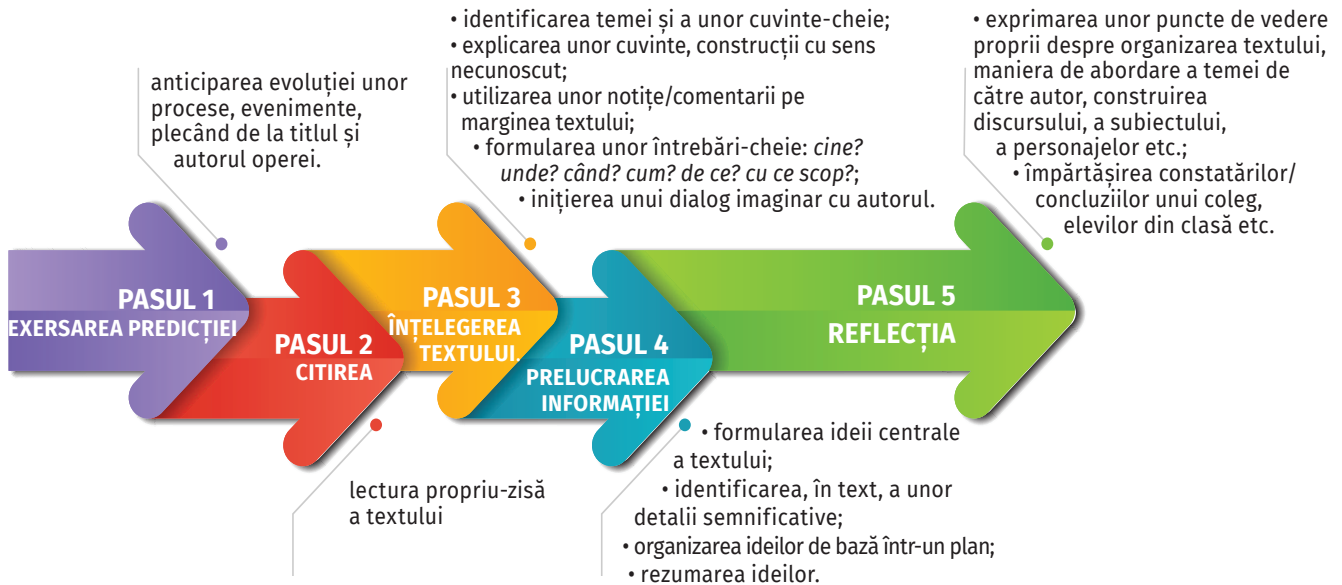 anticiparea evoluției unor
procese, evenimente,
plecând de la titlul și
autorul operei.
PASUL 1
EXERSAREA PREDICȚIEI
PASUL 2
CITIREA
lectura propriu-zisă
a textului
• identificarea temei și a unor cuvinte-cheie;
• explicarea unor cuvinte, construcții cu sens
necunoscut;
• utilizarea unor notițe/comentarii pe
marginea textului;
• formularea unor întrebări-cheie: cine?
unde? când? cum? de ce? cu ce scop?;
• inițierea unui dialog imaginar cu autorul.
PASUL 3
ÎNȚELEGEREA
TEXTULUI.
PASUL 4
PRELUCRAREA
INFORMAȚIEI
• formularea ideii centrale
a textului;
• identificarea, în text, a unor
detalii semnificative;
• organizarea ideilor de bază într-un plan;
• rezumarea ideilor.
• exprimarea unor puncte de vedere
proprii despre organizarea textului,
maniera de abordare a temei de
către autor, construirea
discursului, a subiectului,
a personajelor etc.;
• împărtășirea constatărilor/
concluziilor unui coleg,
elevilor din clasă etc.
PASUL 5
REFLECȚIA